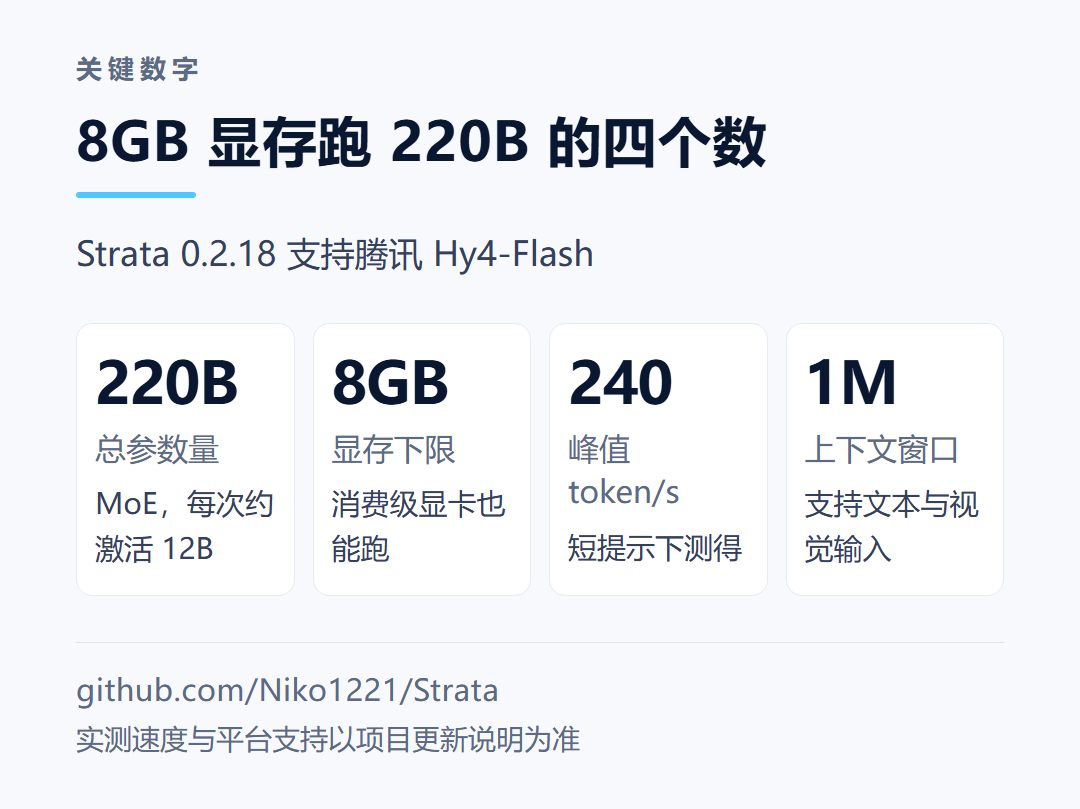 关键数字
8GB 显存跑 220B 的四个数
Strata 0.2.18 支持腾讯 Hy4-Flash
220B
总参数量
MoE，每次约
激活 12B
8GB
显存下限
消费级显卡也
能跑
240
峰值
token/s
短提示下测得
1M
上下文窗口
支持文本与视
觉输入
github.com/Niko1221/Strata
实测速度与平台支持以项目更新说明为准